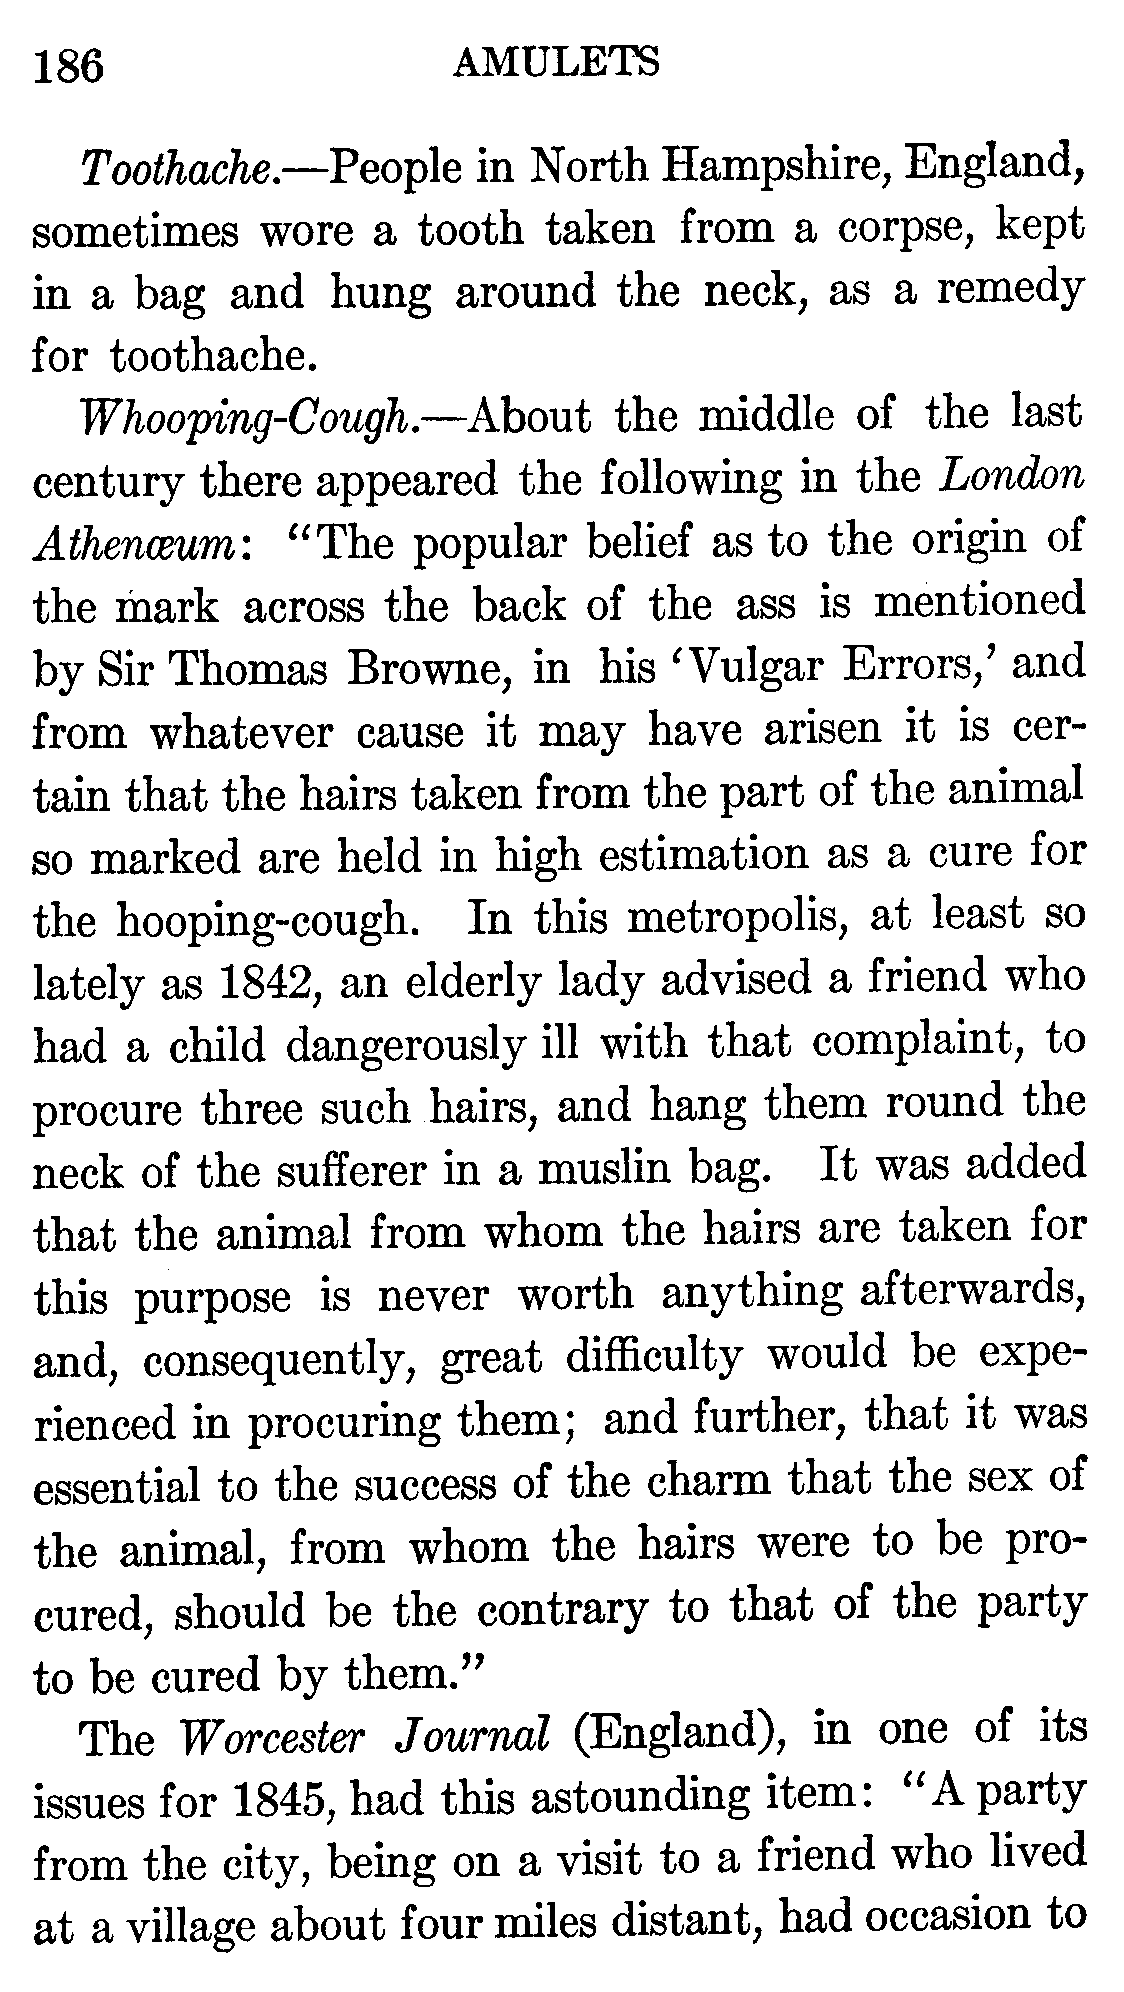 186 AMULETS
Toothache.—People in North Hampshire, England,
sometimes wore a tooth taken from a corpse, kept
in a bag and hung around the neck, as a remedy
for toothache.
Whooping-Cough.—About the middle of the last
century there appeared the following in the London
Athenœum: “The popular belief as to the origin of
the mark across the back of the ass is mentioned
by Sir Thomas Browne, in his ‘Vulgar Errors,’ and
from whatever cause it may have arisen it is cer-
tain that the hairs taken from the part of the animal
so marked are held in high estimation as a cure for
the hooping-cough. In this metropolis, at least so
lately as 1842, an elderly lady advised a friend who
had a child dangerously ill with that complaint, to
procure three such hairs, and hang them round the
neck of the sufferer in a muslin bag. It was added
that the animal from whom the hairs are taken for
this purpose is never worth anything afterwards,
and, consequently, great difficulty would be expe-
rienced in procuring them; and further, that it was
essential to the success of the charm that the sex of
the animal, from whom the hairs were to be pro-
cured, should be the contrary to that of the party
to be cured by them.”
The Worcester Journal (England), in one of its
issues for 1845, had this astounding item: “A party
from the city, being on a visit to a friend who lived
at a village about four miles distant, had occasion to